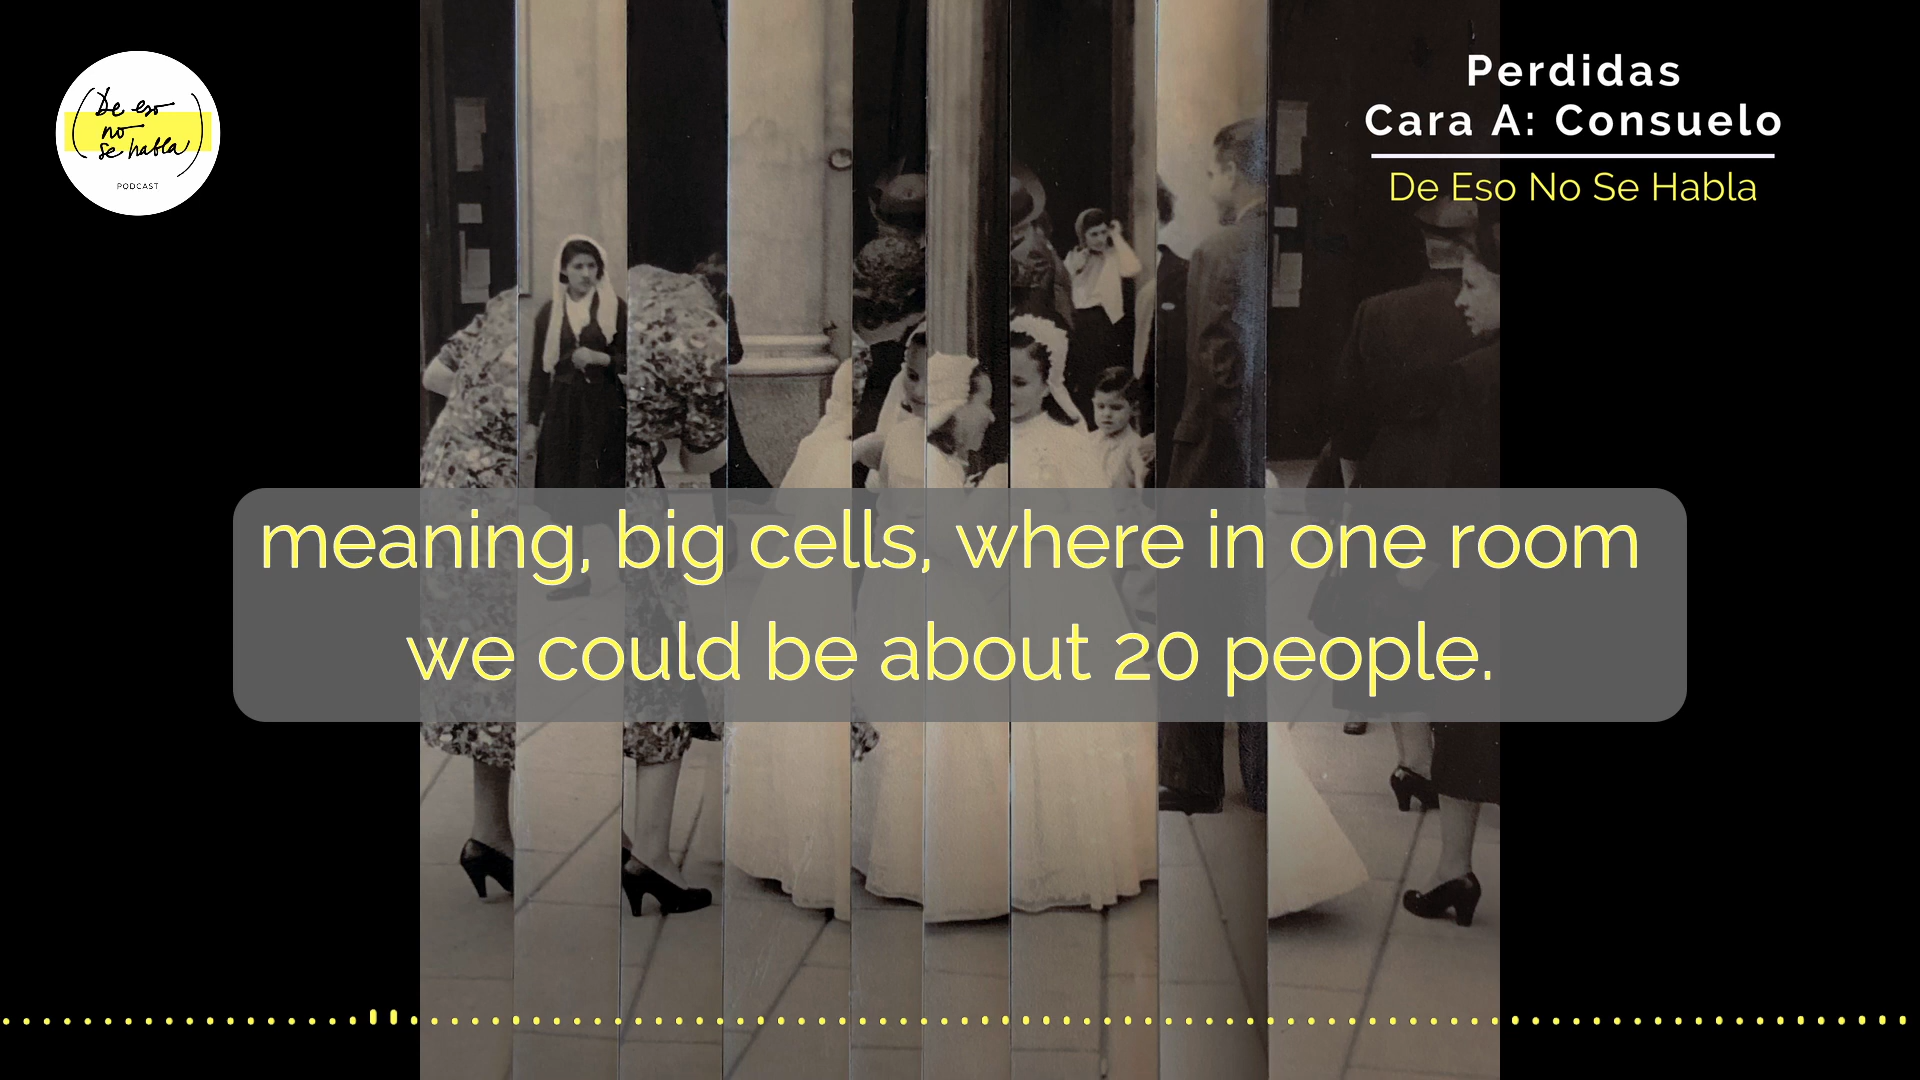 (De eso
no
se habla)
PODCAST
Perdidas
Cara A: Consuelo
De Eso No Se Habla
meaning, big cells, where in one room
we could be about 20 people.